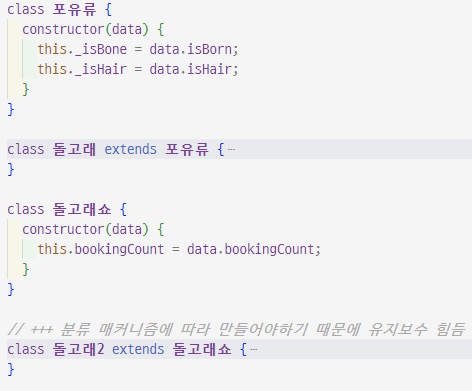 class 포유류 {
constructor(data) {
this._isBone = data.isBorn;
this._isHair = data.isHair;
}
}
class 돌고래 extends 포유류 {⋯
}
class 돌고래쇼 {
constructor(data) {
this.bookingCount = data.bookingCount;
}
}
// +++ 분류 매커니즘에 따라 만들어야하기 때문에 유지보수 힘듬
class 돌고래2 extends 돌고래쇼 {⋯
}